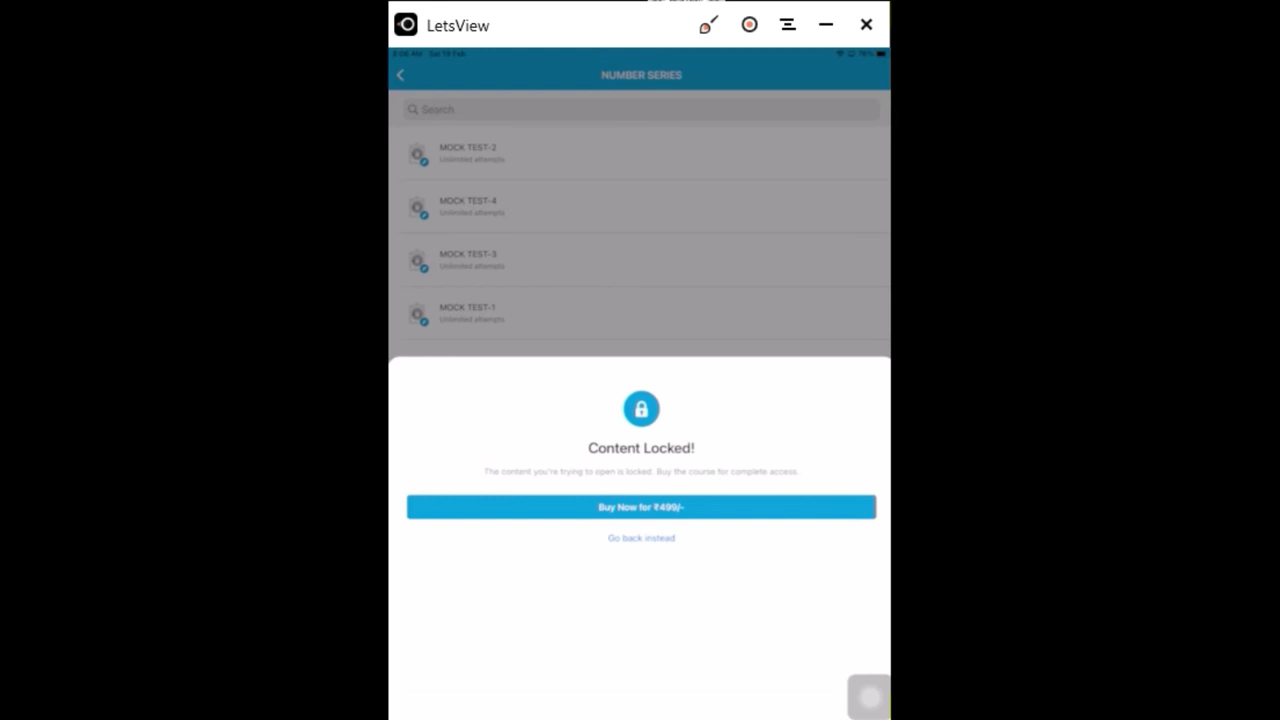 LetsView
NUMBER SERIES
Search
MOCK TEST-2
Unlimited attempts
MOCK TEST-4
Unlimited attempts
MOCK TEST-3
Unlimited attempts
MOCK TEST-1
Unlimited attempts
Content Locked!
The content you're trying to open is locked. Buy the course for complete access.
Buy Now for ₹499/-
Go back instead